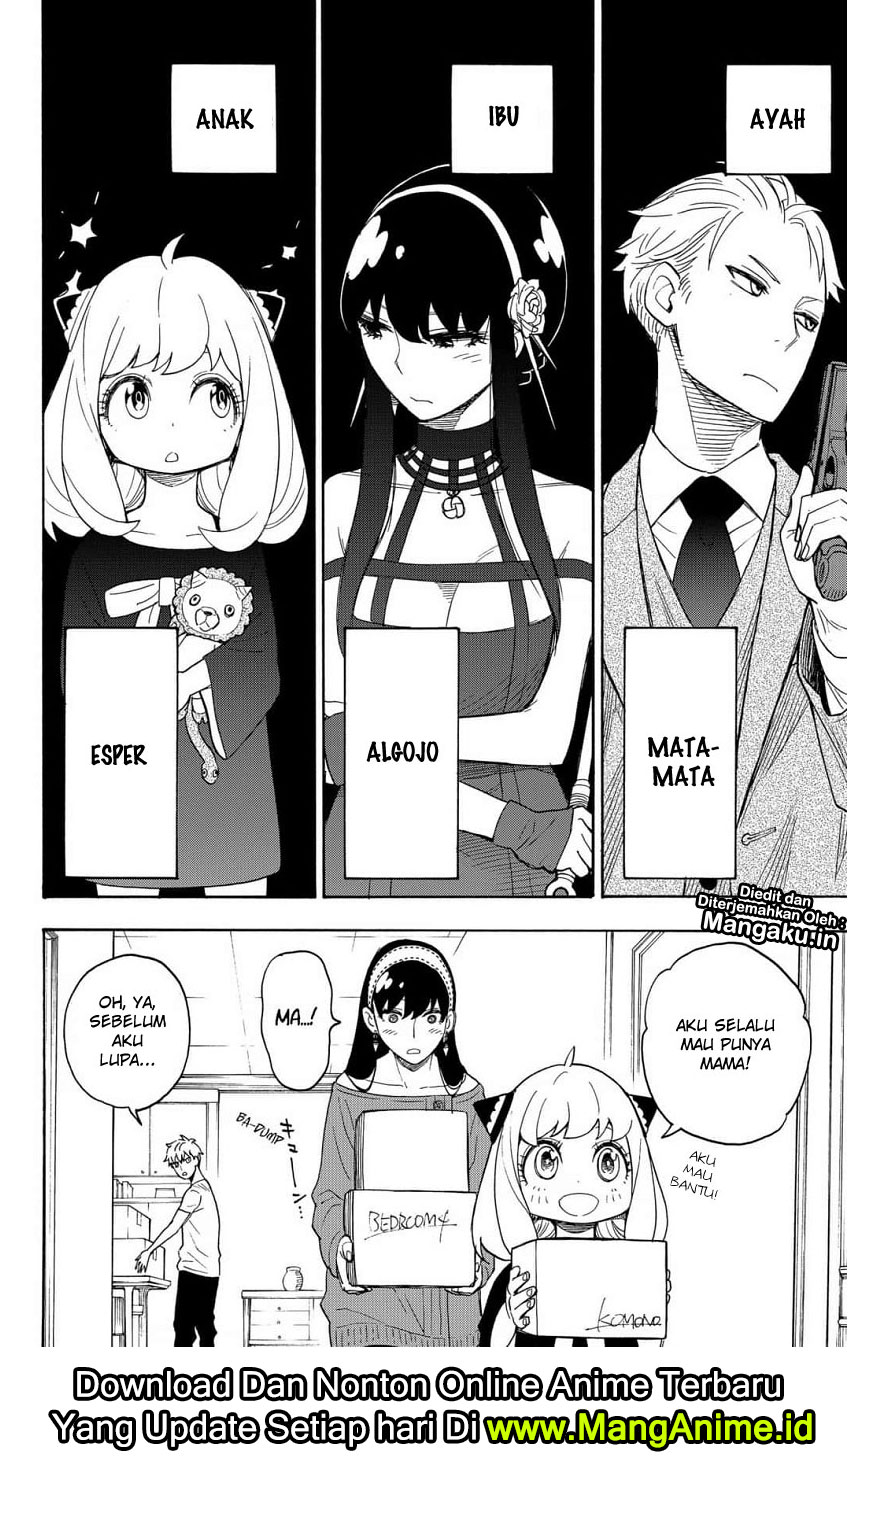 AYAH
IBU
ANAK
MATA-
MATA
ALGOJO
ESPER
Diedit dan
Diterjemahkan Oleh :
Mangaku.in
AKU SELALU
MAU PUNYA
MAMA!
AKU
MAU
BANTU!
MA...!
BA-DUMP
OH, YA,
SEBELUM
AKU
LUPA...
BEDROOM4
KOMONO
Download Dan Nonton Online Anime Terbaru
Yang Update Setiap hari Di www.MangAnime.id